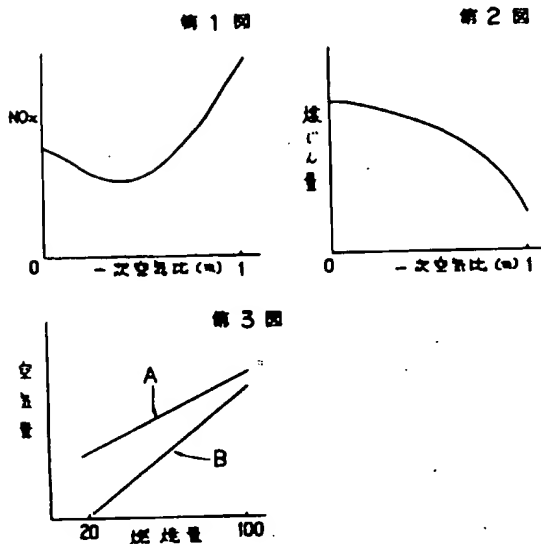 第1図
NOx
0 一次空気比(m) 1
第2図
煤じん量
0 一次空気比(m) 1
第3図
空気量
A
B
20 燃焼量 100